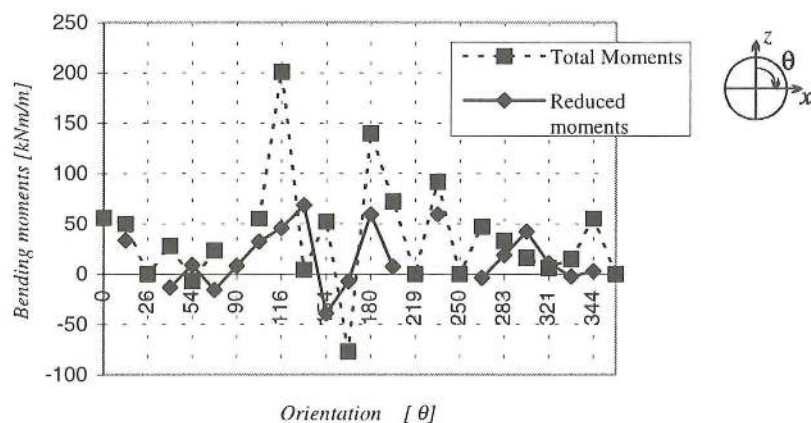 250
200
150
100
50
0
-50
-100
Bending moments [kNm/m]
0 26 54 90 116 154 180 219 250 283 321 344
Orientation [ θ]
Total Moments
Reduced
moments
z
θ
x